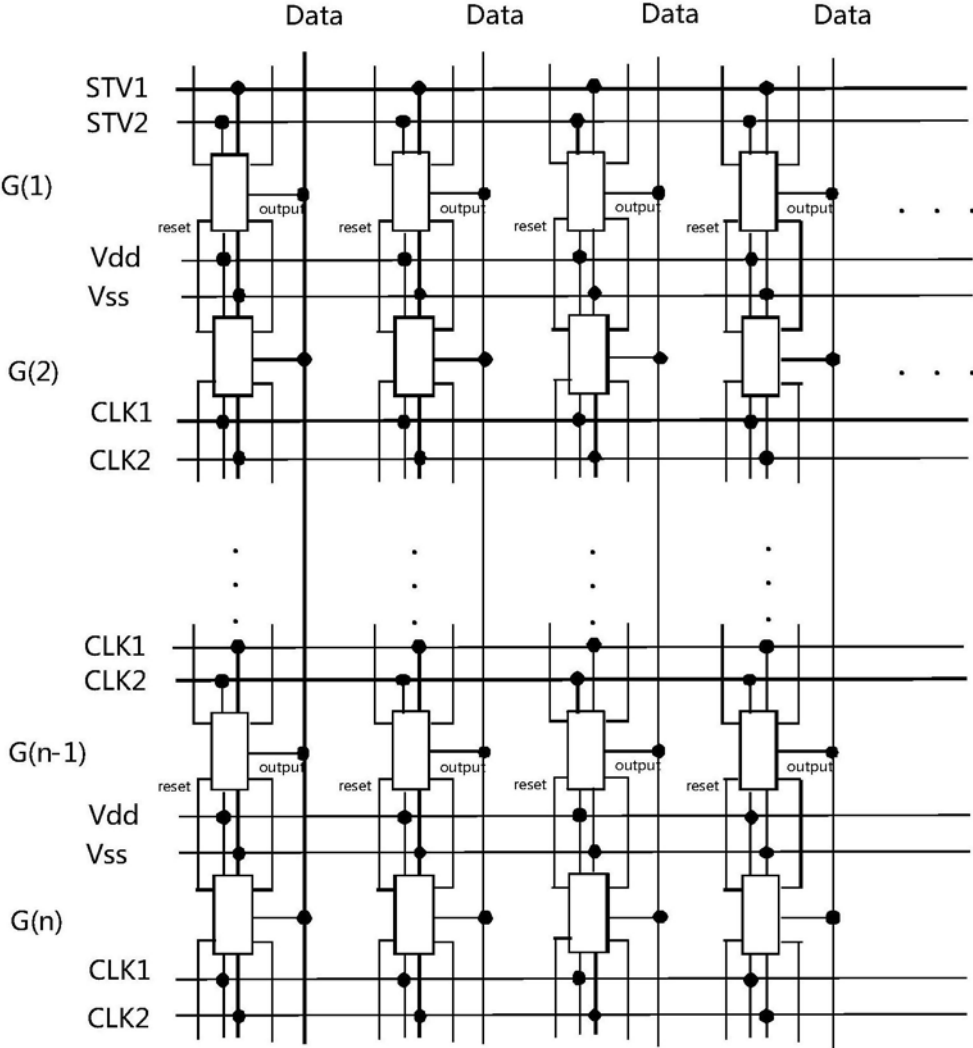 Data Data Data Data
STV1
STV2
G(1)
output output output output
reset reset reset reset
. . .
Vdd
Vss
G(2)
. . .
CLK1
CLK2
CLK1
CLK2
G(n-1)
output output output output
reset reset reset reset
Vdd
Vss
G(n)
CLK1
CLK2